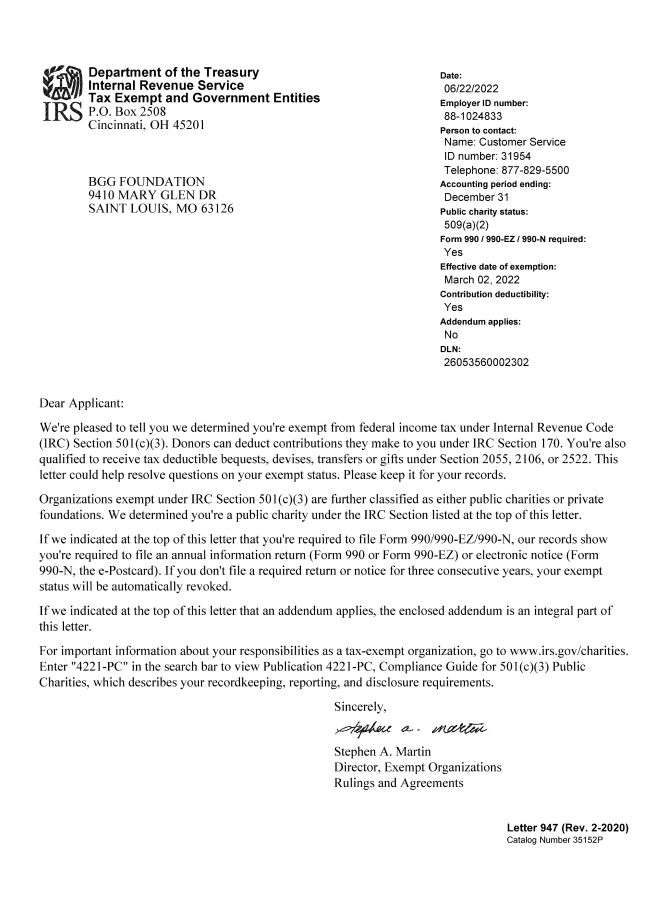 IRS
Department of the Treasury
Internal Revenue Service
Tax Exempt and Government Entities
P.O. Box 2508
Cincinnati, OH 45201
BGG FOUNDATION
9410 MARY GLEN DR
SAINT LOUIS, MO 63126
Date:
06/22/2022
Employer ID number:
88-1024833
Person to contact:
Name: Customer Service
ID number: 31954
Telephone: 877-829-5500
Accounting period ending:
December 31
Public charity status:
509(a)(2)
Form 990 / 990-EZ / 990-N required:
Yes
Effective date of exemption:
March 02, 2022
Contribution deductibility:
Yes
Addendum applies:
No
DLN:
26053560002302
Dear Applicant:
We're pleased to tell you we determined you're exempt from federal income tax under Internal Revenue Code
(IRC) Section 501(c)(3). Donors can deduct contributions they make to you under IRC Section 170. You're also
qualified to receive tax deductible bequests, devises, transfers or gifts under Section 2055, 2106, or 2522. This
letter could help resolve questions on your exempt status. Please keep it for your records.
Organizations exempt under IRC Section 501(c)(3) are further classified as either public charities or private
foundations. We determined you're a public charity under the IRC Section listed at the top of this letter.
If we indicated at the top of this letter that you're required to file Form 990/990-EZ/990-N, our records show
you're required to file an annual information return (Form 990 or Form 990-EZ) or electronic notice (Form
990-N, the e-Postcard). If you don't file a required return or notice for three consecutive years, your exempt
status will be automatically revoked.
If we indicated at the top of this letter that an addendum applies, the enclosed addendum is an integral part of
this letter.
For important information about your responsibilities as a tax-exempt organization, go to www.irs.gov/charities.
Enter "4221-PC" in the search bar to view Publication 4221-PC, Compliance Guide for 501(c)(3) Public
Charities, which describes your recordkeeping, reporting, and disclosure requirements.
Sincerely,
stephen a. martin
Stephen A. Martin
Director, Exempt Organizations
Rulings and Agreements
Letter 947 (Rev. 2-2020)
Catalog Number 35152P